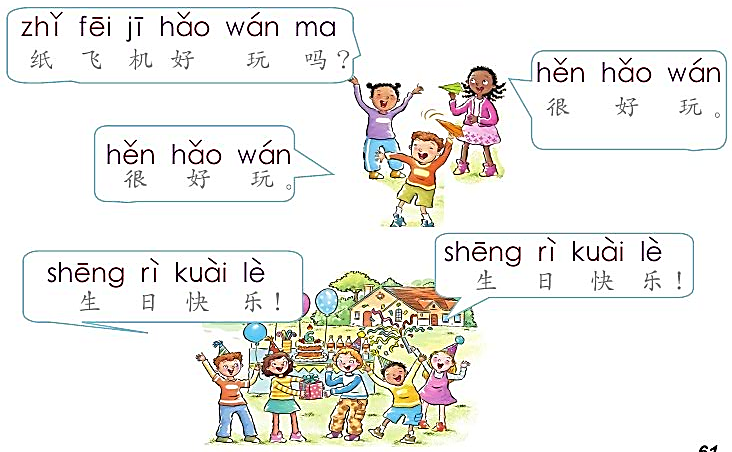 zhǐ fēi jī hǎo wán ma
纸 飞 机 好 玩 吗？
hěn hǎo wán
很 好 玩。
hěn hǎo wán
很 好 玩。
shēng rì kuài lè
生 日 快 乐！
shēng rì kuài lè
生 日 快 乐！
61